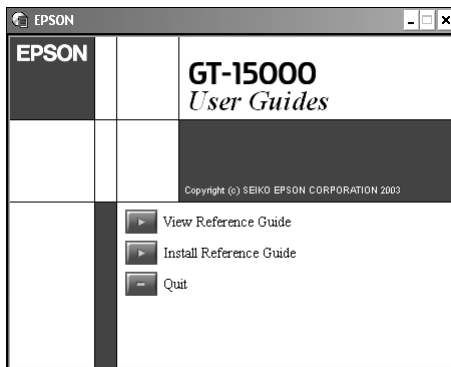 EPSON
EPSON
GT-15000
User Guides
Copyright (c) SEIKO EPSON CORPORATION 2003
View Reference Guide
Install Reference Guide
Quit